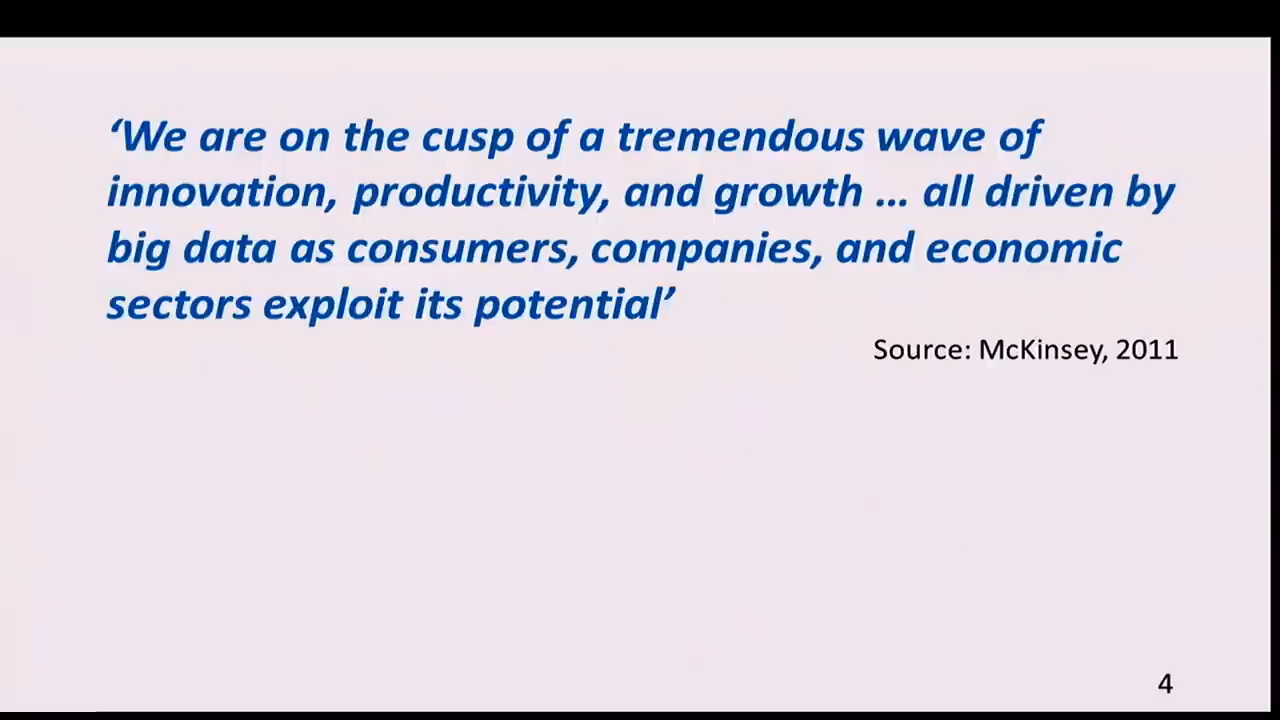 ‘We are on the cusp of a tremendous wave of
innovation, productivity, and growth ... all driven by
big data as consumers, companies, and economic
sectors exploit its potential’
Source: McKinsey, 2011
4